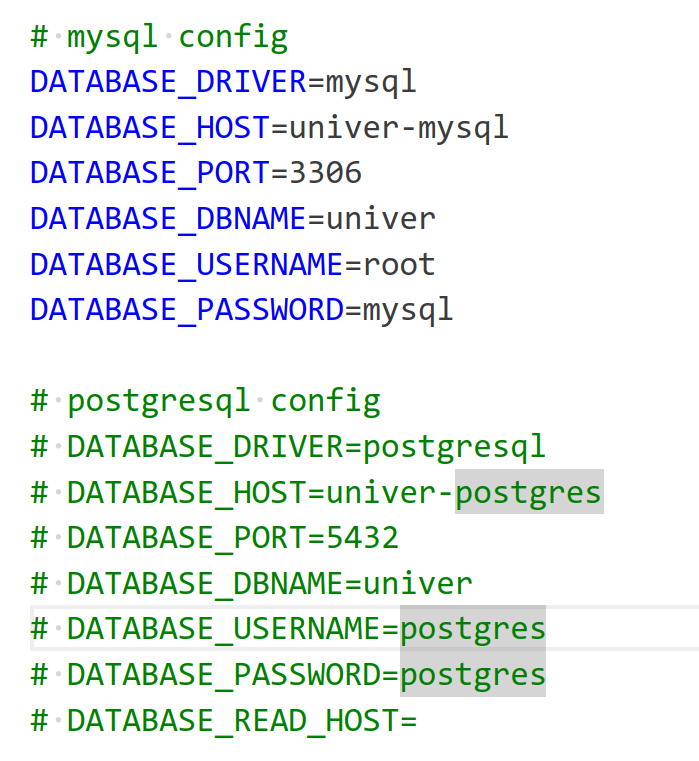 # mysql config
DATABASE_DRIVER=mysql
DATABASE_HOST=univer-mysql
DATABASE_PORT=3306
DATABASE_DBNAME=univer
DATABASE_USERNAME=root
DATABASE_PASSWORD=mysql

# postgresql config
# DATABASE_DRIVER=postgresql
# DATABASE_HOST=univer-postgres
# DATABASE_PORT=5432
# DATABASE_DBNAME=univer
# DATABASE_USERNAME=postgres
# DATABASE_PASSWORD=postgres
# DATABASE_READ_HOST=